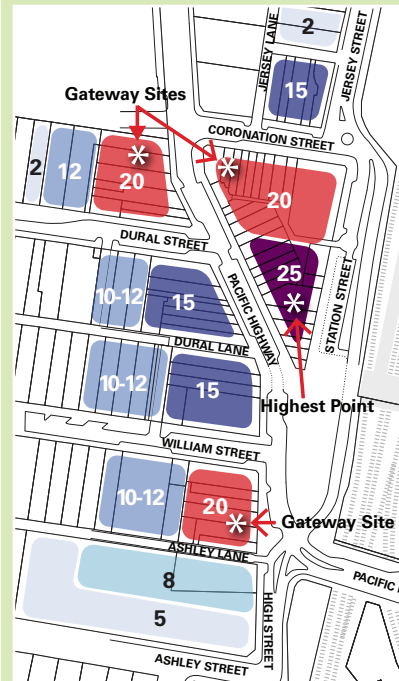 2
JERSEY LANE
JERSEY STREET
15
Gateway Sites
CORONATION STREET
*
*
2
12
20
20
DURAL STREET
25
*
STATION STREET
10-12
15
PACIFIC HIGHWAY
DURAL LANE
10-12
15
Highest Point
WILLIAM STREET
10-12
20
*
Gateway Site
ASHLEY LANE
8
PACIFIC
5
HIGH STREET
ASHLEY STREET